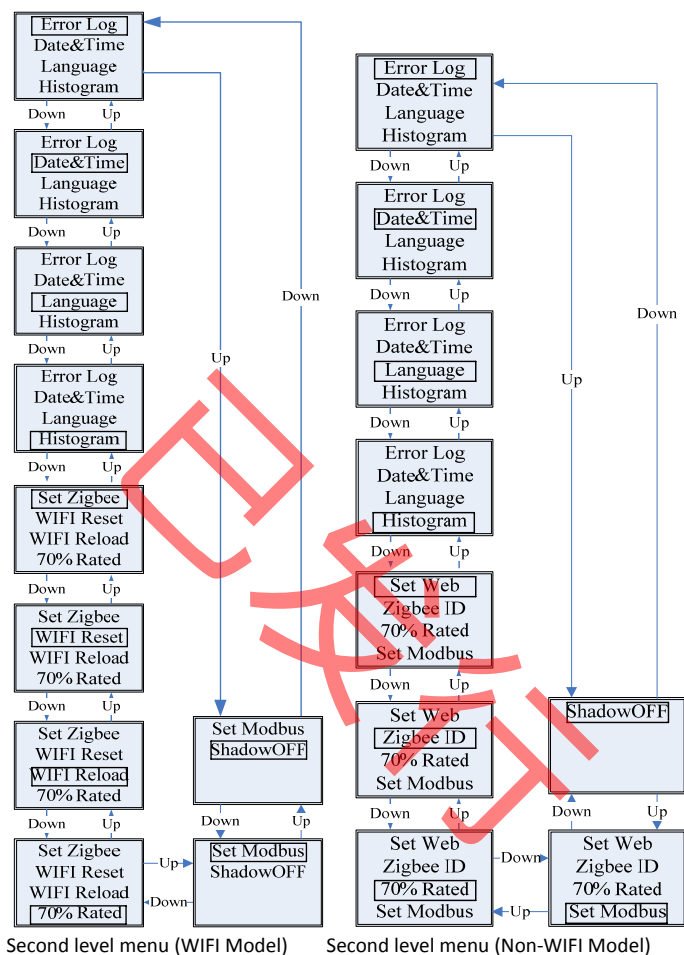 Error Log
Date&Time
Language
Histogram
Down
Up
Error Log
Date&Time
Language
Histogram
Down
Up
Error Log
Date&Time
Language
Histogram
Down
Up
Error Log
Date&Time
Language
Histogram
Down
Up
Set Zigbee
WIFI Reset
WIFI Reload
70% Rated
Down
Up
Set Zigbee
WIFI Reset
WIFI Reload
70% Rated
Down
Up
Set Zigbee
WIFI Reset
WIFI Reload
70% Rated
Down
Up
Set Zigbee
WIFI Reset
WIFI Reload
70% Rated
Up
Down
Up
Down
Set Modbus
ShadowOFF
Down
Up
Set Modbus
ShadowOFF
Second level menu (WIFI Model)
Error Log
Date&Time
Language
Histogram
Down
Up
Error Log
Date&Time
Language
Histogram
Down
Up
Error Log
Date&Time
Language
Histogram
Down
Up
Error Log
Date&Time
Language
Histogram
Down
Up
Set Web
Zigbee ID
70% Rated
Set Modbus
Down
Up
Set Web
Zigbee ID
70% Rated
Set Modbus
Down
Up
Set Web
Zigbee ID
70% Rated
Set Modbus
Down
Up
Up
Down
ShadowOFF
Down
Up
Set Web
Zigbee ID
70% Rated
Set Modbus
Second level menu (Non-WIFI Model)
已发行